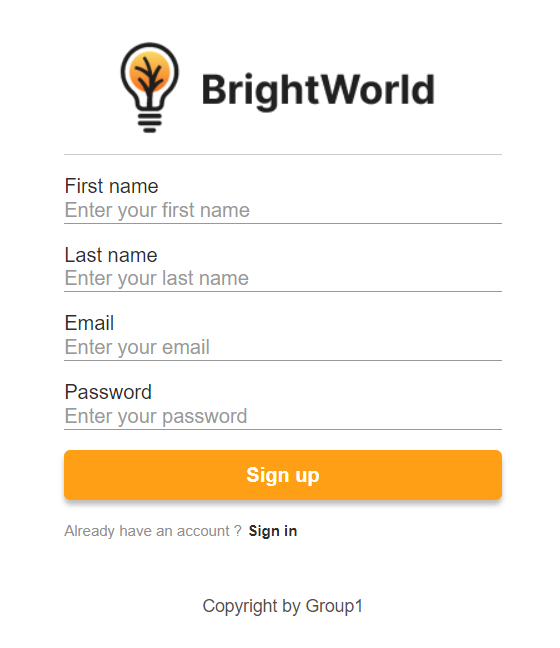 BrightWorld
First name
Enter your first name
Last name
Enter your last name
Email
Enter your email
Password
Enter your password
Sign up
Already have an account ? Sign in
Copyright by Group1